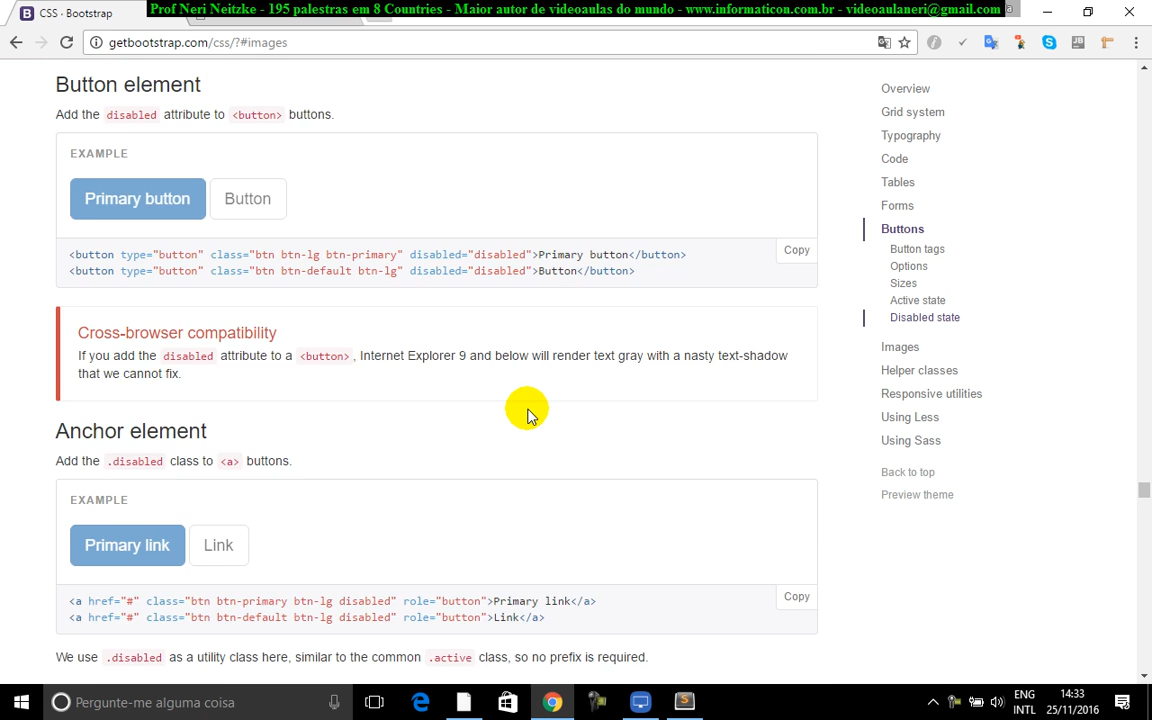 CSS · Bootstrap
Prof Neri Neitzke - 195 palestras em 8 Countries - Maior autor de videoaulas do mundo - www.informaticon.com.br - videoaulaneri@gmail.com
getbootstrap.com/css/?#images
Button element
Add the disabled attribute to <button> buttons.
EXAMPLE
Primary button
Button
Copy
<button type="button" class="btn btn-lg btn-primary" disabled="disabled">Primary button</button>
<button type="button" class="btn btn-default btn-lg" disabled="disabled">Button</button>
Cross-browser compatibility
If you add the disabled attribute to a <button>, Internet Explorer 9 and below will render text gray with a nasty text-shadow
that we cannot fix.
Anchor element
Add the .disabled class to <a> buttons.
EXAMPLE
Primary link
Link
Copy
<a href="#" class="btn btn-primary btn-lg disabled" role="button">Primary link</a>
<a href="#" class="btn btn-default btn-lg disabled" role="button">Link</a>
We use .disabled as a utility class here, similar to the common .active class, so no prefix is required.
Overview
Grid system
Typography
Code
Tables
Forms
Buttons
Button tags
Options
Sizes
Active state
Disabled state
Images
Helper classes
Responsive utilities
Using Less
Using Sass
Back to top
Preview theme
Pergunte-me alguma coisa
ENG
INTL
14:33
25/11/2016